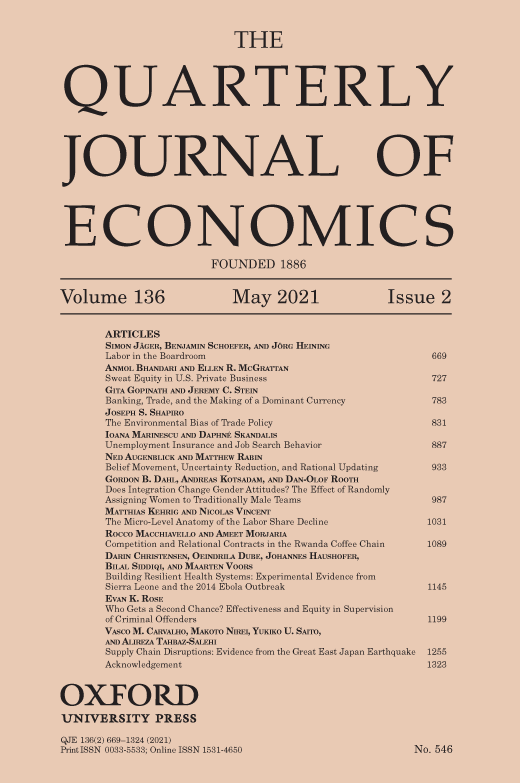 THE
QUARTERLY
JOURNAL OF
ECONOMICS
FOUNDED 1886
Volume 136 May 2021 Issue 2
ARTICLES
SIMON JÄGER, BENJAMIN SCHOEFER, AND JÖRG HEINING
Labor in the Boardroom 669
ANMOL BHANDARI AND ELLEN R. MCGRATTAN
Sweat Equity in U.S. Private Business 727
GITA GOPINATH AND JEREMY C. STEIN
Banking, Trade, and the Making of a Dominant Currency 783
JOSEPH S. SHAPIRO
The Environmental Bias of Trade Policy 831
IOANA MARINESCU AND DAPHNÉ SKANDALIS
Unemployment Insurance and Job Search Behavior 887
NED AUGENBLICK AND MATTHEW RABIN
Belief Movement, Uncertainty Reduction, and Rational Updating 933
GORDON B. DAHL, ANDREAS KOTSADAM, AND DAN-OLOF ROOTH
Does Integration Change Gender Attitudes? The Effect of Randomly
Assigning Women to Traditionally Male Teams 987
MATTHIAS KEHRIG AND NICOLAS VINCENT
The Micro-Level Anatomy of the Labor Share Decline 1031
ROCCO MACCHIAVELLO AND AMEET MORJARIA
Competition and Relational Contracts in the Rwanda Coffee Chain 1089
DARIN CHRISTENSEN, OEINDRILA DUBE, JOHANNES HAUSHOFER,
BILAL SIDDIQI, AND MAARTEN VOORS
Building Resilient Health Systems: Experimental Evidence from
Sierra Leone and the 2014 Ebola Outbreak 1145
EVAN K. ROSE
Who Gets a Second Chance? Effectiveness and Equity in Supervision
of Criminal Offenders 1199
VASCO M. CARVALHO, MAKOTO NIREI, YUKIKO U. SAITO,
AND ALIREZA TAHBAZ-SALEHI
Supply Chain Disruptions: Evidence from the Great East Japan Earthquake 1255
Acknowledgement 1323
OXFORD
UNIVERSITY PRESS
QJE 136(2) 669–1324 (2021)
Print ISSN 0033-5533; Online ISSN 1531-4650 No. 546